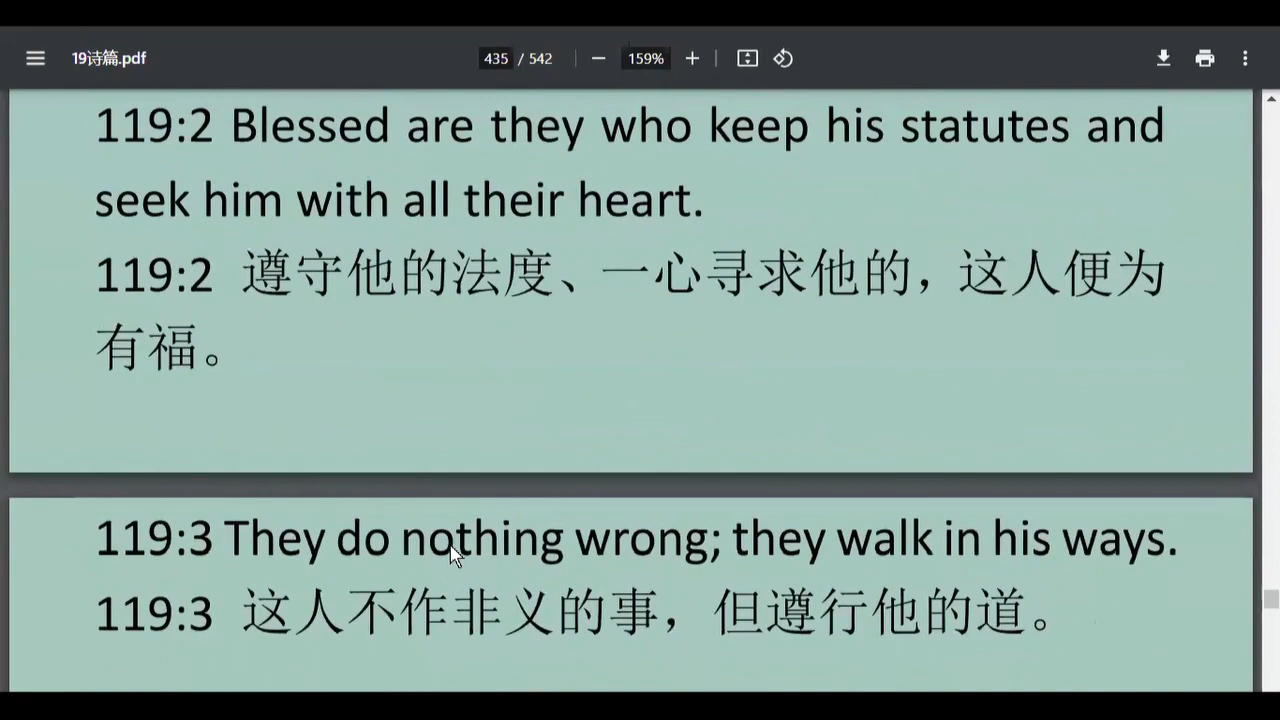 19诗篇.pdf
435 / 542
159%
119:2 Blessed are they who keep his statutes and
seek him with all their heart.
119:2 遵守他的法度、一心寻求他的，这人便为
有福。
119:3 They do nothing wrong; they walk in his ways.
119:3 这人不作非义的事，但遵行他的道。